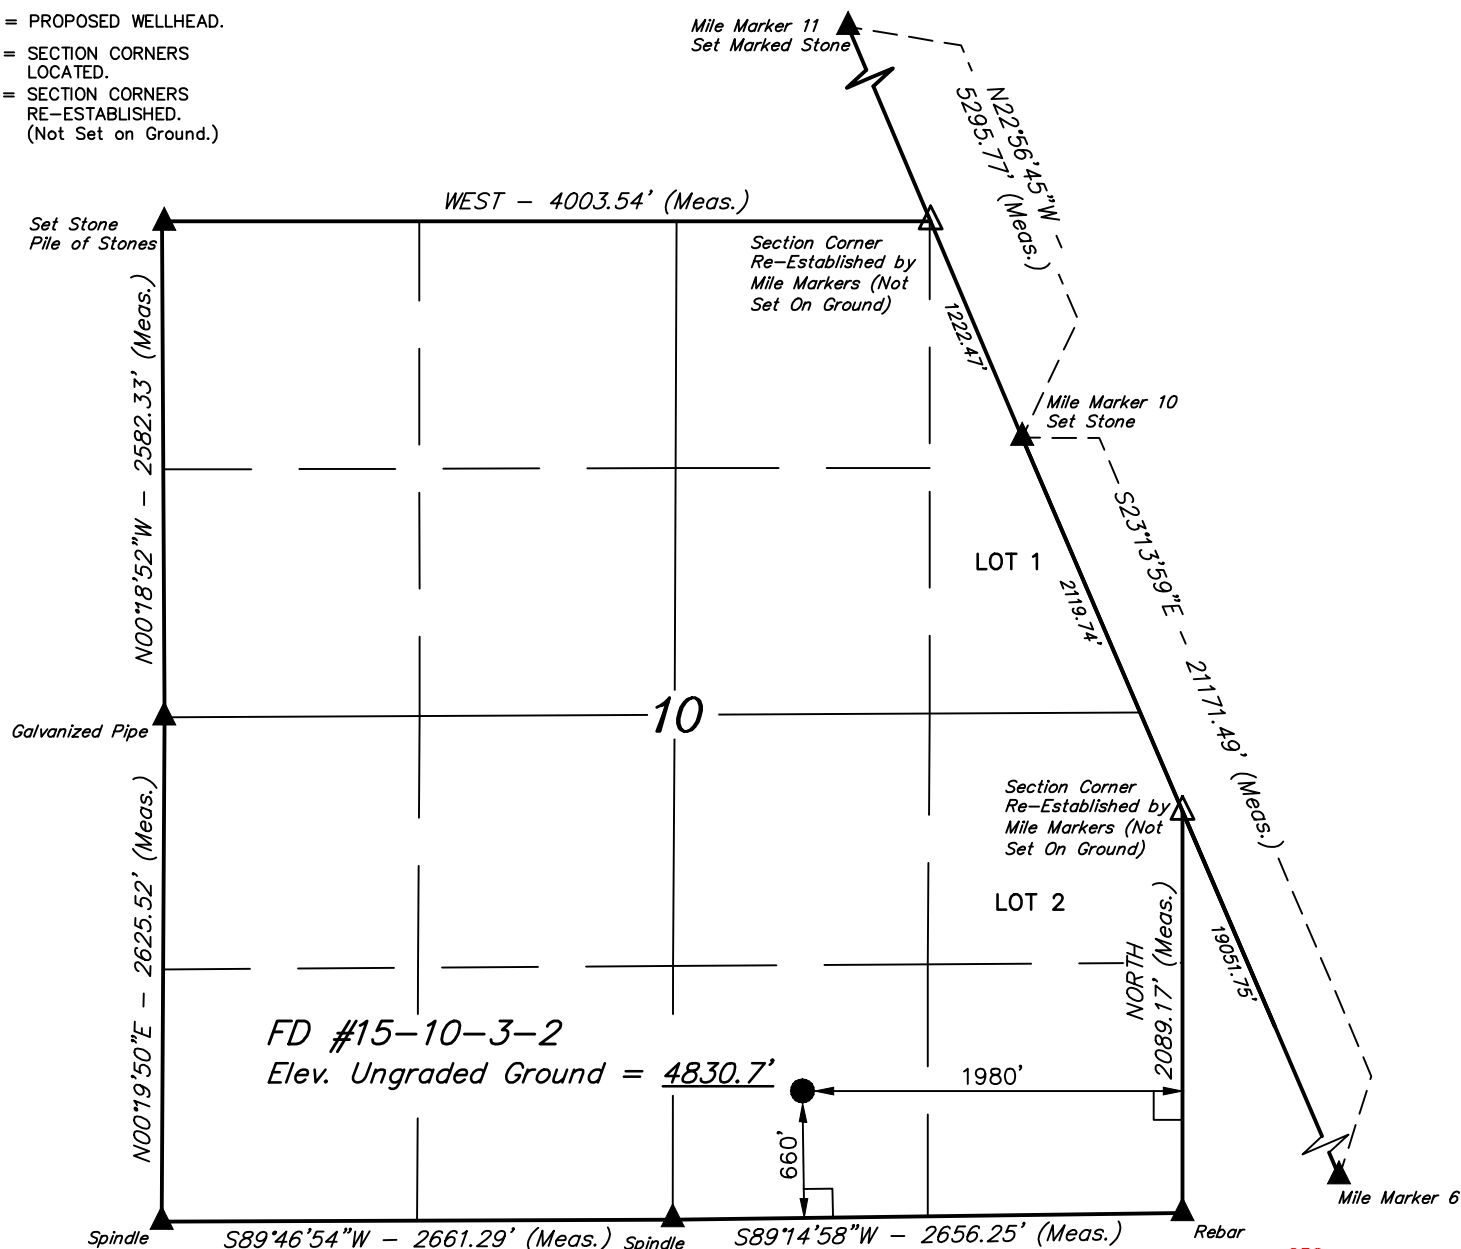 = PROPOSED WELLHEAD.
= SECTION CORNERS
LOCATED.
= SECTION CORNERS
RE-ESTABLISHED.
(Not Set on Ground.)
Mile Marker 11
Set Marked Stone
N22°56'45"W -
5295.77' (Meas.)
WEST - 4003.54' (Meas.)
Set Stone
Pile of Stones
Section Corner
Re-Established by
Mile Markers (Not
Set On Ground)
1222.47'
Mile Marker 10
Set Stone
N00°18'52"W - 2582.33' (Meas.)
S23°13'59"E - 21171.49' (Meas.)
LOT 1
2119.74'
10
Galvanized Pipe
Section Corner
Re-Established by
Mile Markers (Not
Set On Ground)
LOT 2
N00°19'50"E - 2625.52' (Meas.)
NORTH
2089.17' (Meas.)
19051.75'
FD #15-10-3-2
Elev. Ungraded Ground = 4830.7'
1980'
660'
Mile Marker 6
Spindle
S89°46'54"W - 2661.29' (Meas.)
Spindle
S89°14'58"W - 2656.25' (Meas.)
Rebar